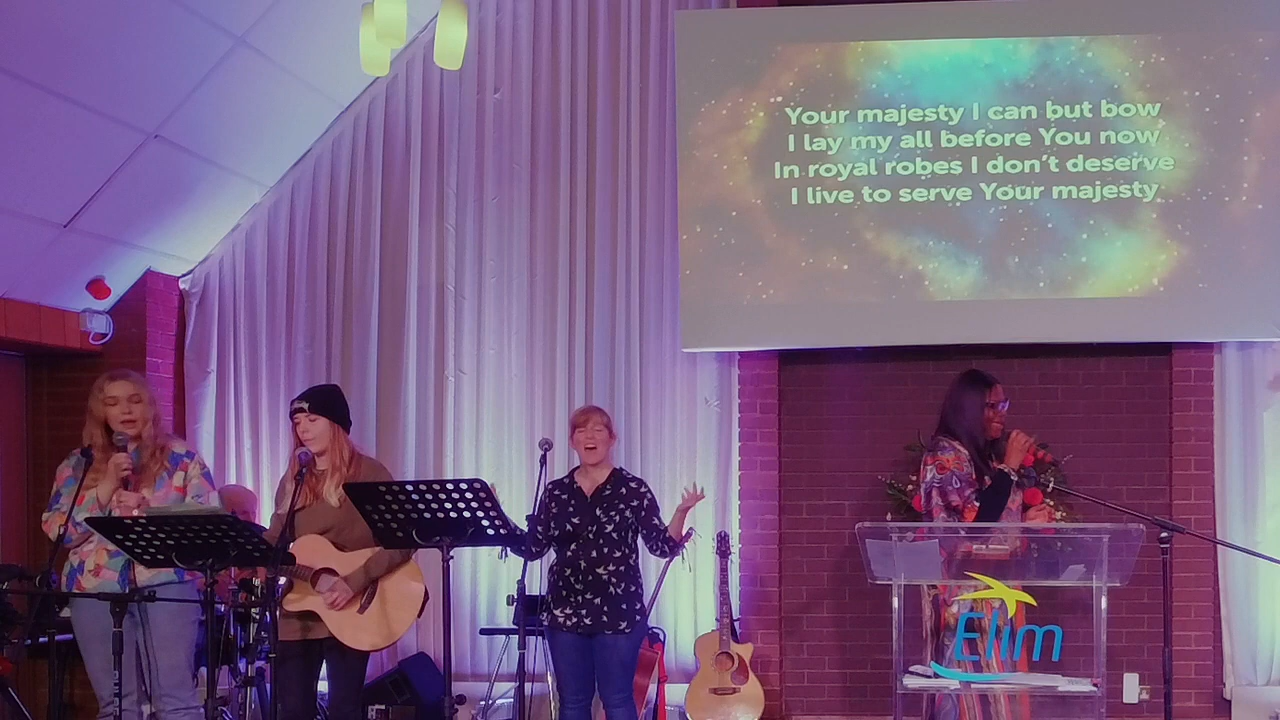 Your majesty I can but bow
I lay my all before You now
In royal robes I don't deserve
I live to serve Your majesty
Elim